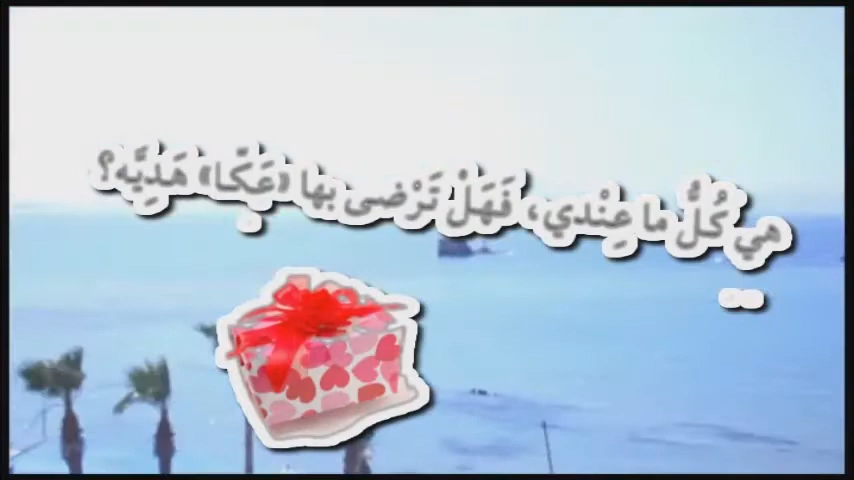 هي كُلُّ ما عِنْدي، فَهَلْ تَرْضى بها «عَكّا» هَدِيَّه؟